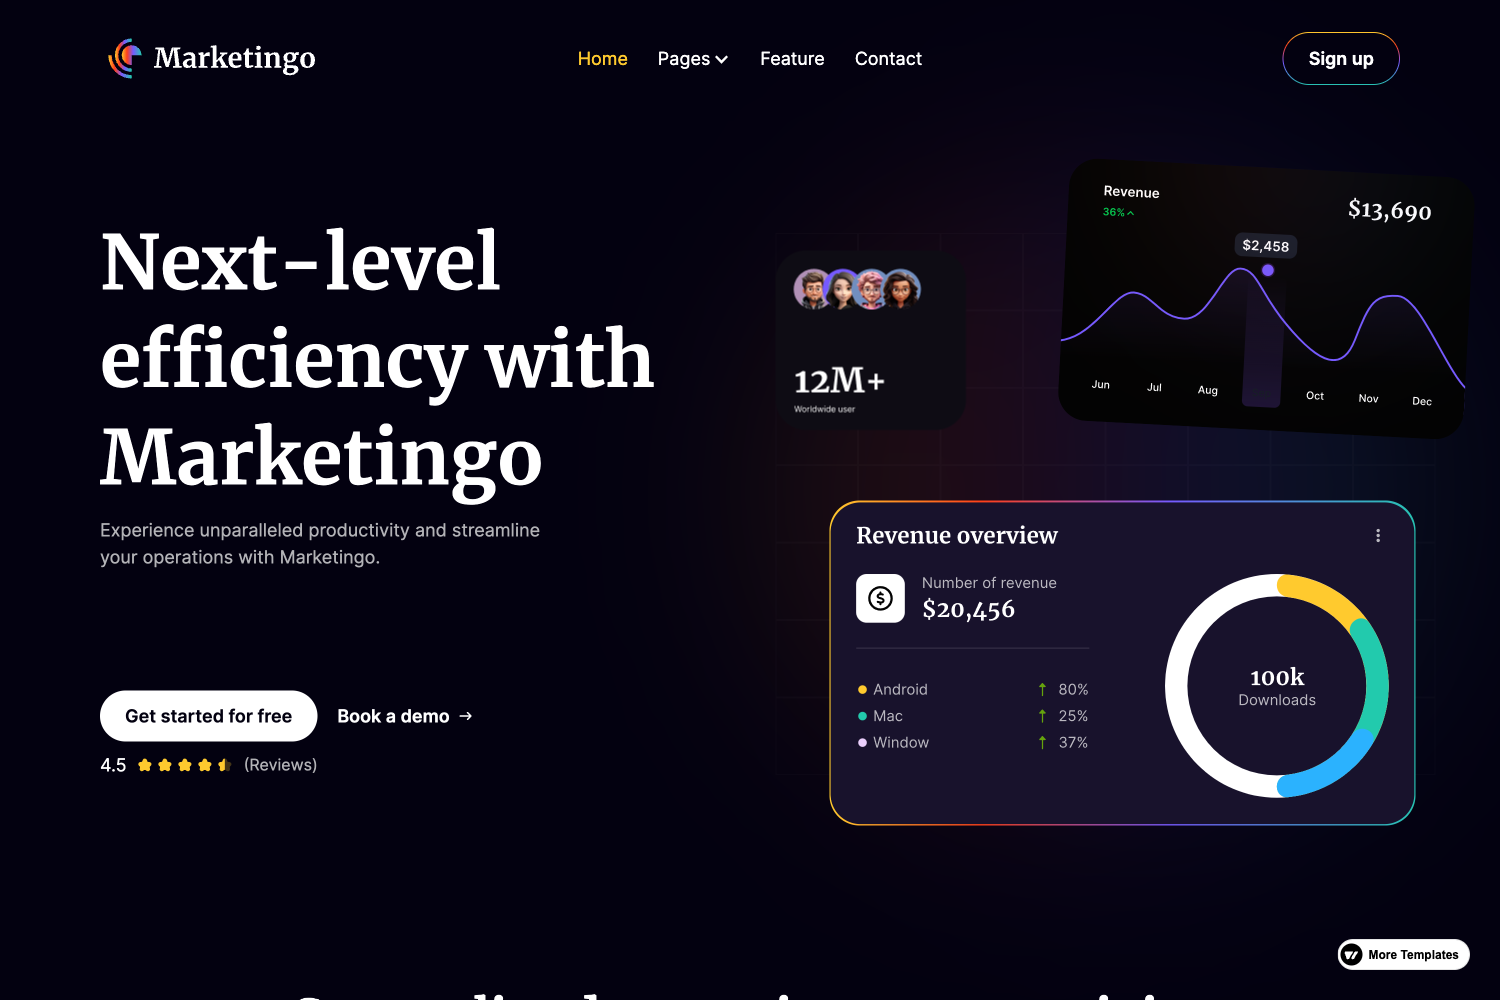 Marketingo
Home Pages Feature Contact
Sign up
Next-level
efficiency with
Marketingo
Experience unparalleled productivity and streamline
your operations with Marketingo.
Get started for free
Book a demo →
4.5 (Reviews)
12M+
Worldwide user
Revenue
36%
$13,690
$2,458
Jun Jul Aug Oct Nov Dec
Revenue overview
Number of revenue
$20,456
Android ↑ 80%
Mac ↑ 25%
Window ↑ 37%
100k
Downloads
More Templates